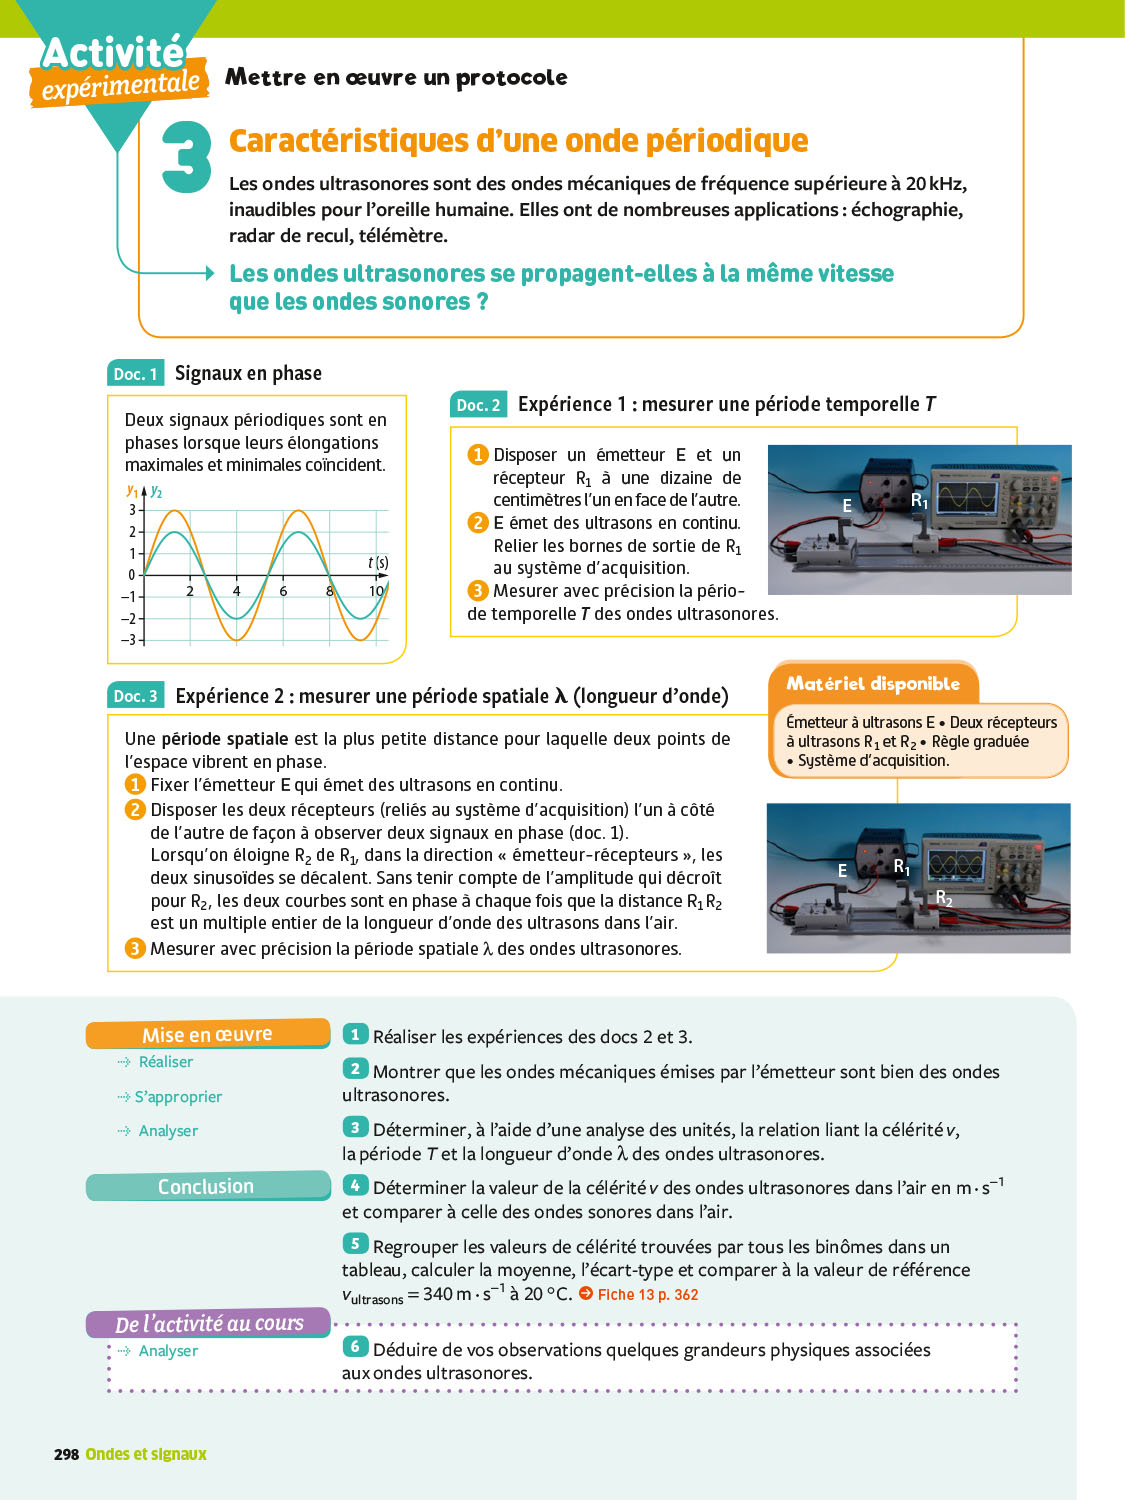 Activité
expérimentale
Mettre en œuvre un protocole
3
Caractéristiques d'une onde périodique
Les ondes ultrasonores sont des ondes mécaniques de fréquence supérieure à 20 kHz,
inaudibles pour l'oreille humaine. Elles ont de nombreuses applications : échographie,
radar de recul, télémètre.
Les ondes ultrasonores se propagent-elles à la même vitesse
que les ondes sonores ?
Doc. 1 Signaux en phase
Deux signaux périodiques sont en
phases lorsque leurs élongations
maximales et minimales coïncident.
y1 y2
3
2
1
0
−1
−2
−3
2 4 6 8 10
t (s)
Doc. 2 Expérience 1 : mesurer une période temporelle T
1 Disposer un émetteur E et un
récepteur R1 à une dizaine de
centimètres l'un en face de l'autre.
2 E émet des ultrasons en continu.
Relier les bornes de sortie de R1
au système d'acquisition.
3 Mesurer avec précision la pério-
de temporelle T des ondes ultrasonores.
E
R1
Doc. 3 Expérience 2 : mesurer une période spatiale λ (longueur d'onde)
Une période spatiale est la plus petite distance pour laquelle deux points de
l'espace vibrent en phase.
1 Fixer l'émetteur E qui émet des ultrasons en continu.
2 Disposer les deux récepteurs (reliés au système d'acquisition) l'un à côté
de l'autre de façon à observer deux signaux en phase (doc. 1).
Lorsqu'on éloigne R2 de R1, dans la direction « émetteur-récepteurs », les
deux sinusoïdes se décalent. Sans tenir compte de l'amplitude qui décroît
pour R2, les deux courbes sont en phase à chaque fois que la distance R1 R2
est un multiple entier de la longueur d'onde des ultrasons dans l'air.
3 Mesurer avec précision la période spatiale λ des ondes ultrasonores.
Matériel disponible
Émetteur à ultrasons E • Deux récepteurs
à ultrasons R1 et R2 • Règle graduée
• Système d'acquisition.
E
R1
R2
Mise en œuvre
Réaliser
S'approprier
Analyser
1 Réaliser les expériences des docs 2 et 3.
2 Montrer que les ondes mécaniques émises par l'émetteur sont bien des ondes
ultrasonores.
3 Déterminer, à l'aide d'une analyse des unités, la relation liant la célérité v,
la période T et la longueur d'onde λ des ondes ultrasonores.
Conclusion
4 Déterminer la valeur de la célérité v des ondes ultrasonores dans l'air en m · s−1
et comparer à celle des ondes sonores dans l'air.
5 Regrouper les valeurs de célérité trouvées par tous les binômes dans un
tableau, calculer la moyenne, l'écart-type et comparer à la valeur de référence
vultrasons = 340 m · s−1 à 20 °C. Fiche 13 p. 362
De l'activité au cours
Analyser
6 Déduire de vos observations quelques grandeurs physiques associées
aux ondes ultrasonores.
298 Ondes et signaux